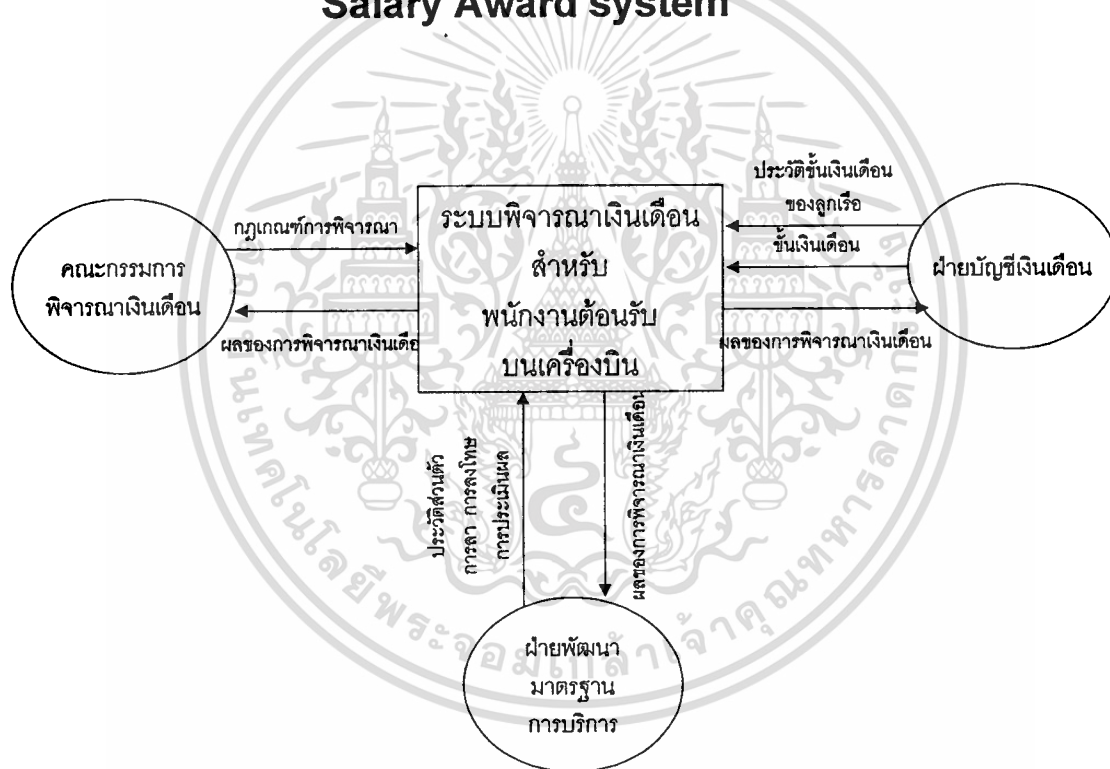 Salary Award system
ประวัติขั้นเงินเดือน
ของลูกเรือ
กฎเกณฑ์การพิจารณา
ระบบพิจารณาเงินเดือน
สำหรับ
พนักงานต้อนรับ
บนเครื่องบิน
ขั้นเงินเดือน
คณะกรรมการ
พิจารณาเงินเดือน
ฝ่ายบัญชีเงินเดือน
ผลของการพิจารณาเงินเดือ
ผลของการพิจารณาเงินเดือน
ประวัติส่วนตัว
การลา การลงโทษ
การประเมินผล
ผลของการพิจารณาเงินเดือน
ฝ่ายพัฒนา
มาตรฐาน
การบริการ